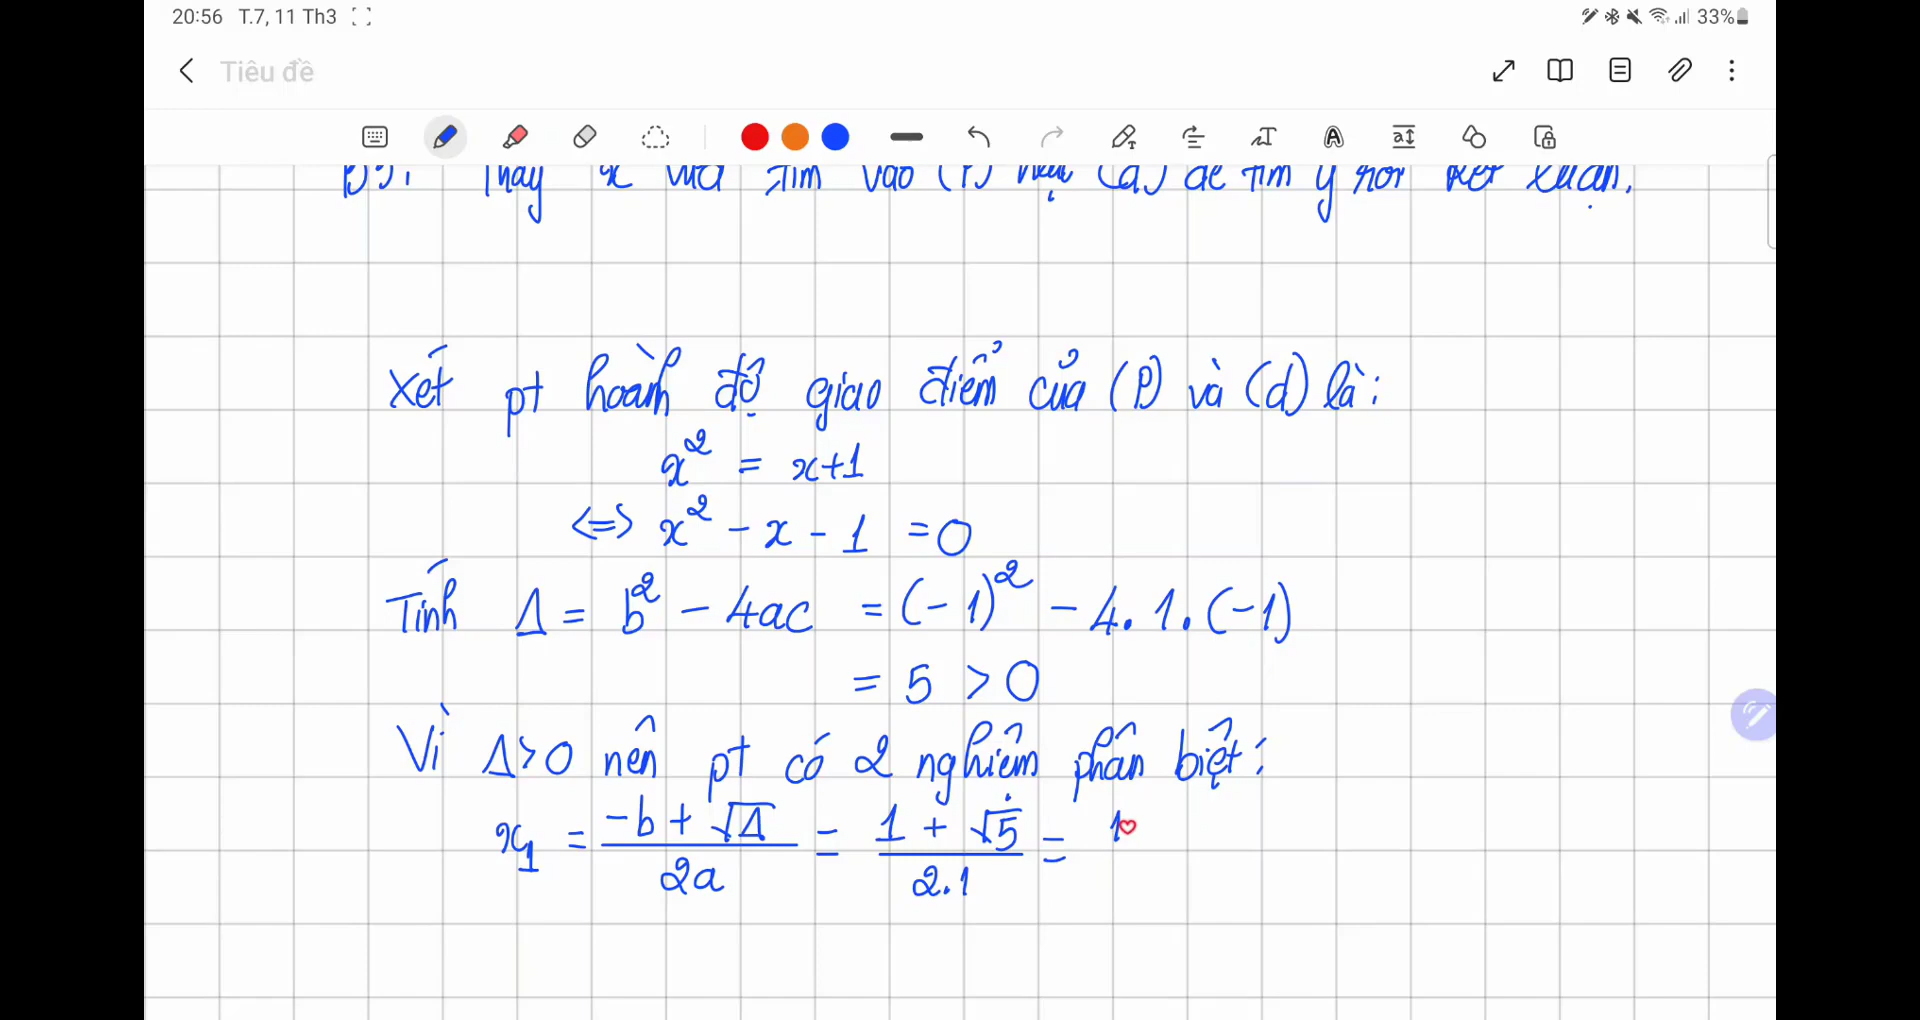 20:56 T.7, 11 Th3 33%
Tiêu đề
B3: Thay x vừa tìm vào (P) hoặc (d) để tìm y rồi kết luận.
Xét pt hoành độ giao điểm của (P) và (d) là:
x² = x+1
⇔ x² - x - 1 = 0
Tính Δ = b² - 4ac = (-1)² - 4.1.(-1)
= 5 > 0
Vì Δ>0 nên pt có 2 nghiệm phân biệt:
x₁ = (-b + √Δ)/2a = (1 + √5)/2.1 = 1